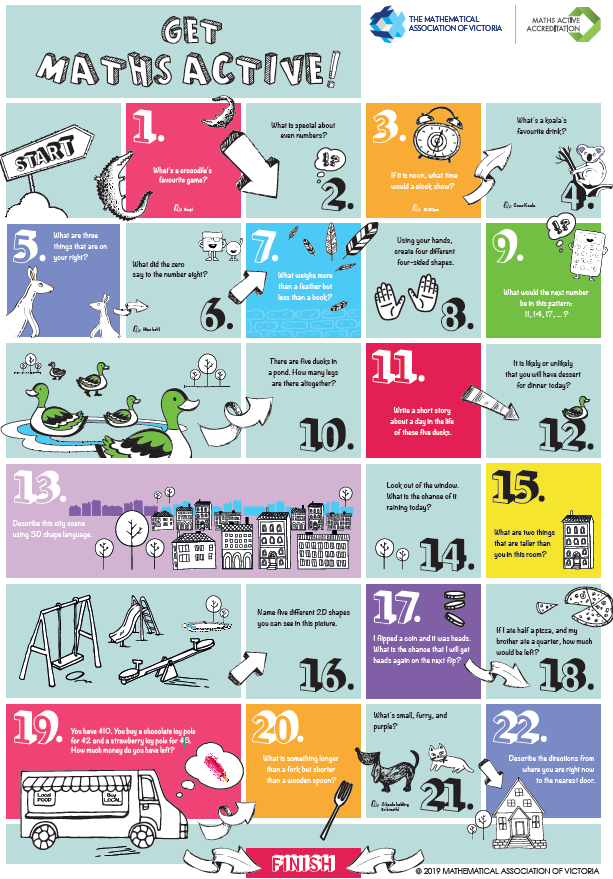 GET
MATHS ACTIVE!
THE MATHEMATICAL
ASSOCIATION OF VICTORIA
MATHS ACTIVE
ACCREDITATION
START
1.
What's a crocodile's
favourite game?
A: Snap!
What is special about
even numbers?
!?
2.
3.
If it is noon, what time
would a clock show?
A: 12:00pm
What's a koala's
favourite drink?
4.
A: Coca Koala
5.
What are three
things that are on
your right?
What did the zero
say to the number eight?
6.
A: Nice belt!
7.
What weighs more
than a feather but
less than a book?
Using your hands,
create four different
four-sided shapes.
8.
9.
!?
What would the next number
be in this pattern:
11, 14, 17, ... ?
There are five ducks in
a pond. How many legs
are there altogether?
10.
11.
Write a short story
about a day in the life
of these five ducks.
It is likely or unlikely
that you will have dessert
for dinner today?
12.
13.
Describe this city scene
using 3D shape language.
Look out of the window.
What is the chance of it
raining today?
14.
15.
What are two things
that are taller than
you in this room?
Name five different 2D shapes
you can see in this picture.
16.
17.
I flipped a coin and it was heads.
What is the chance that I will get
heads again on the next flip?
If I ate half a pizza, and my
brother ate a quarter, how much
would be left?
18.
19.
You have $10. You buy a chocolate icy pole
for $2 and a strawberry icy pole for $3.
How much money do you have left?
Local
FOOD
Buy
LOCAL
20.
What is something longer
than a fork but shorter
than a wooden spoon?
What's small, furry, and
purple?
21.
A: A koala holding
its breath!
22.
Describe the directions from
where you are right now
to the nearest door.
FINISH
© 2019 MATHEMATICAL ASSOCIATION OF VICTORIA